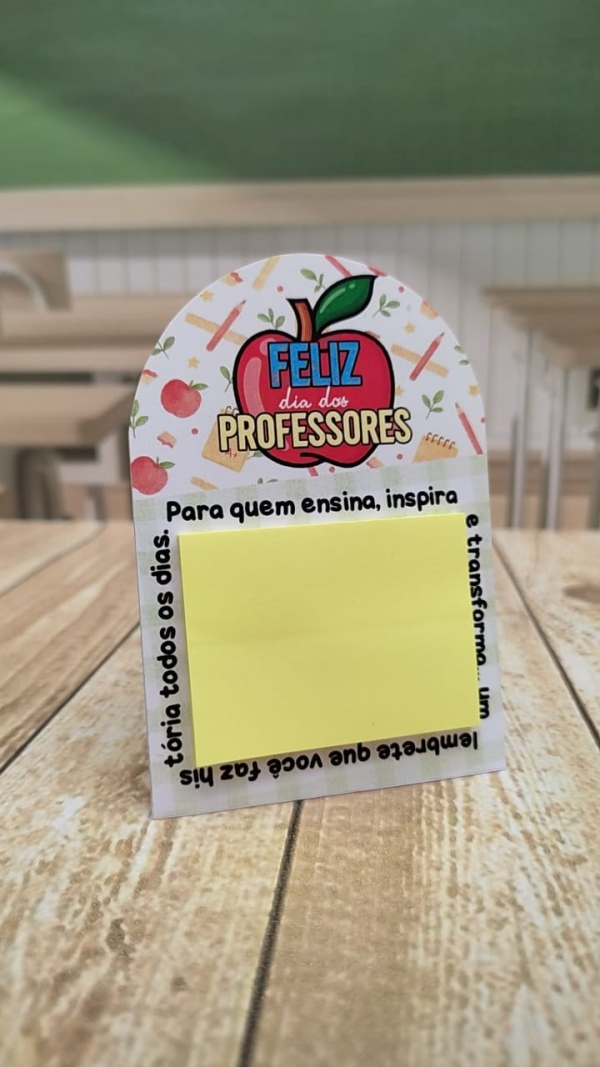 FELIZ
dia dos
PROFESSORES
Para quem ensina, inspira
e transforma... um
lembrete que você faz his
tória todos os dias.